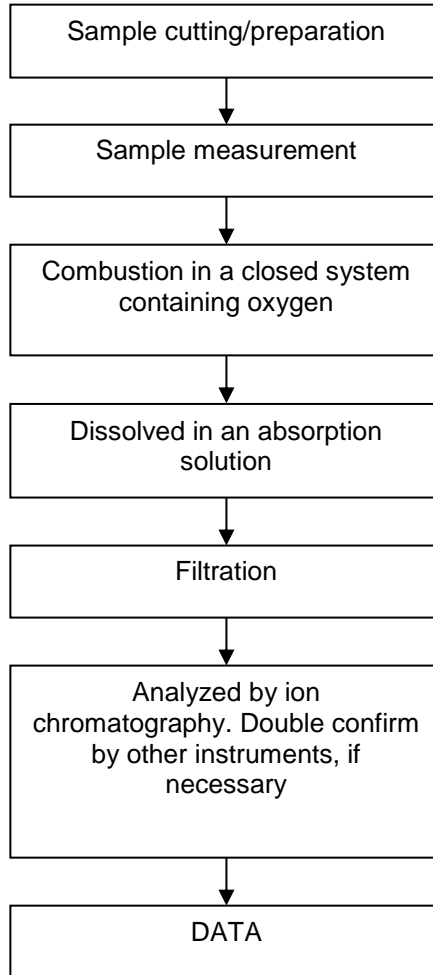 Sample cutting/preparation
Sample measurement
Combustion in a closed system
containing oxygen
Dissolved in an absorption
solution
Filtration
Analyzed by ion
chromatography. Double confirm
by other instruments, if
necessary
DATA